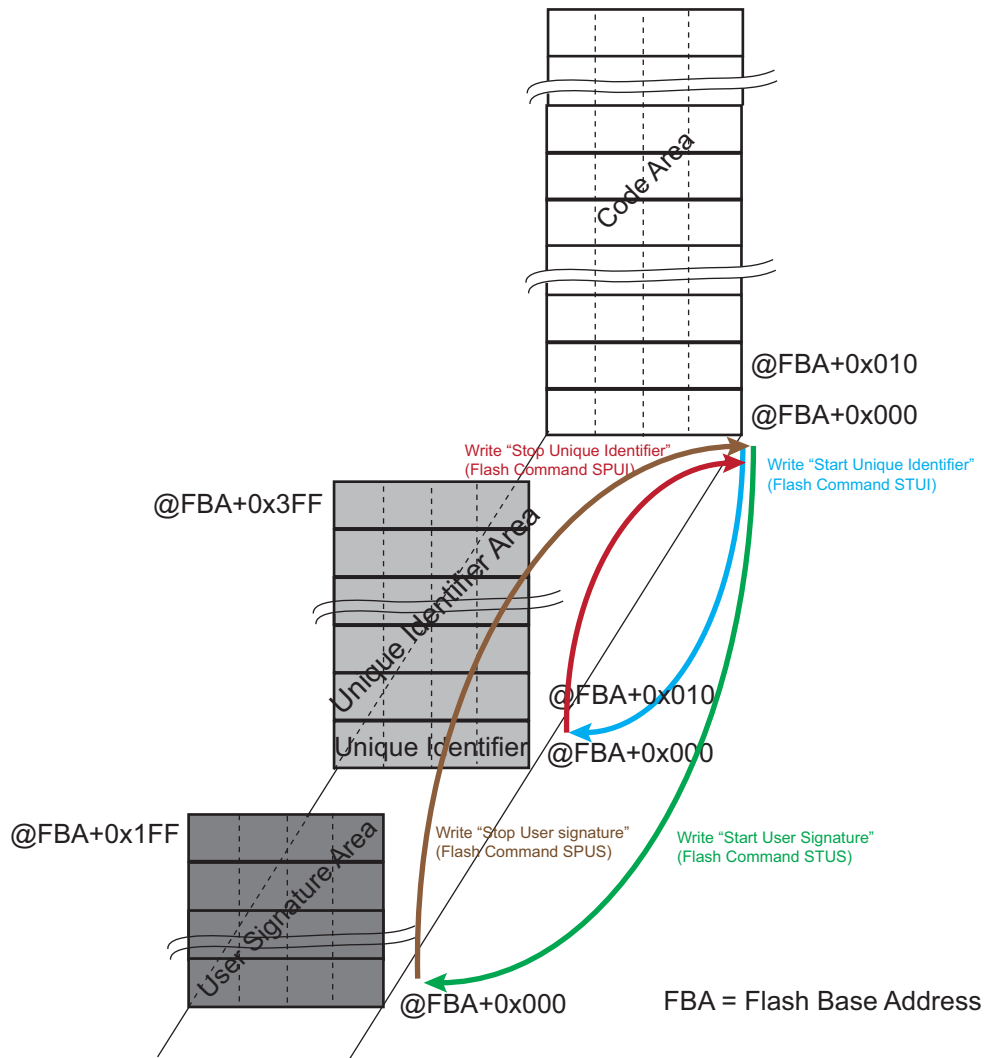 Code Area
@FBA+0x010
@FBA+0x000
Write “Stop Unique Identifier”
(Flash Command SPUI)
Write “Start Unique Identifier”
(Flash Command STUI)
@FBA+0x3FF
Unique Identifier Area
@FBA+0x010
Unique Identifier
@FBA+0x000
@FBA+0x1FF
Write “Stop User signature”
(Flash Command SPUS)
Write “Start User Signature”
(Flash Command STUS)
User Signature Area
@FBA+0x000
FBA = Flash Base Address